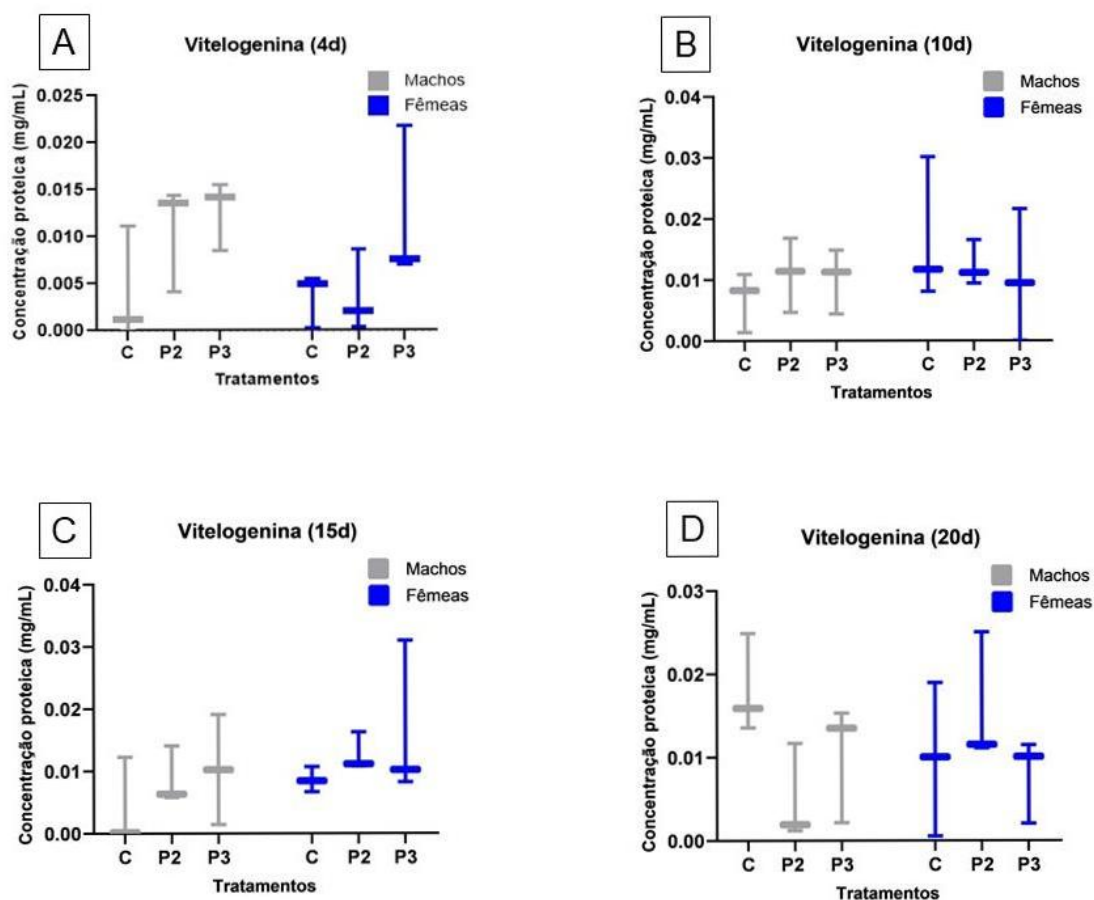 A
Vitelogenina (4d)
Machos
Fêmeas
Concentração proteica (mg/mL)
0.025
0.020
0.015
0.010
0.005
0.000
C P2 P3 C P2 P3
Tratamentos
B
Vitelogenina (10d)
Machos
Fêmeas
Concentração proteica (mg/mL)
0.04
0.03
0.02
0.01
0.00
C P2 P3 C P2 P3
Tratamentos
C
Vitelogenina (15d)
Machos
Fêmeas
Concentração proteica (mg/mL)
0.04
0.03
0.02
0.01
0.00
C P2 P3 C P2 P3
Tratamentos
D
Vitelogenina (20d)
Machos
Fêmeas
Concentração proteica (mg/mL)
0.03
0.02
0.01
0.00
C P2 P3 C P2 P3
Tratamentos